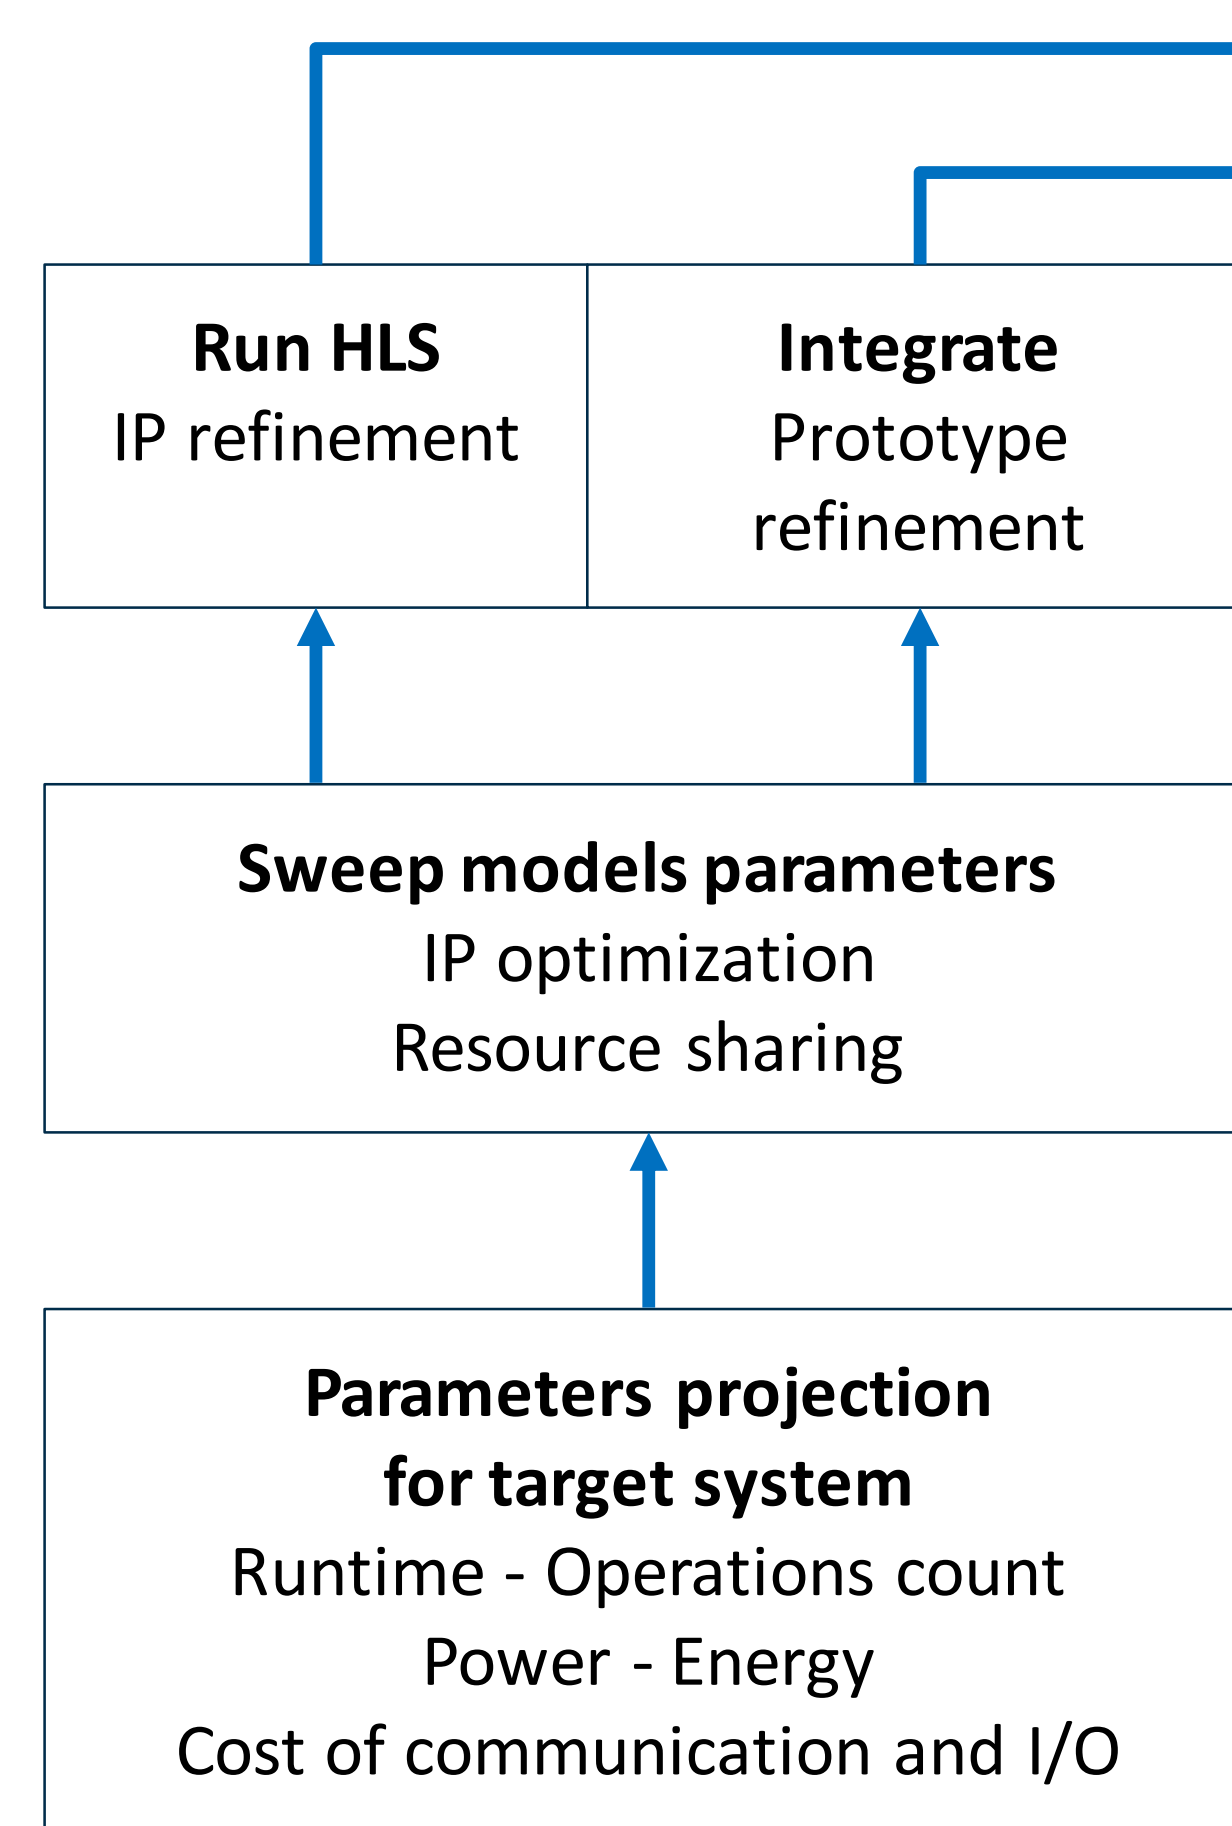 Run HLS
IP refinement
Integrate
Prototype
refinement
Sweep models parameters
IP optimization
Resource sharing
Parameters projection
for target system
Runtime - Operations count
Power - Energy
Cost of communication and I/O